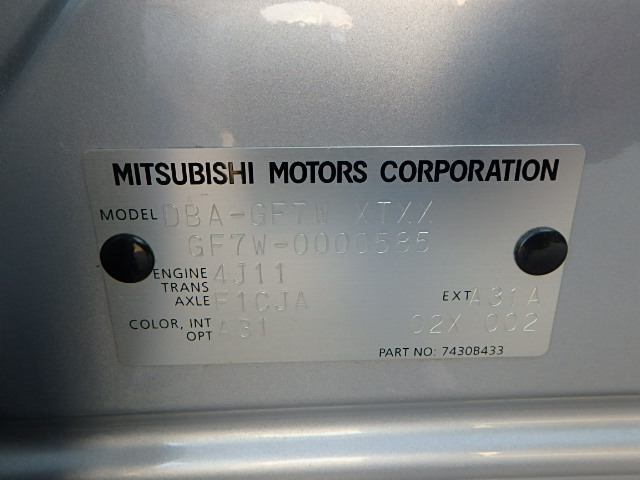 MITSUBISHI MOTORS CORPORATION
MODEL DBA-GF7W XTXX
GF7W-0000585
ENGINE 4J11
TRANS AXLE F1CJA EXT A31A
COLOR, INT OPT A31 02X 002
PART NO: 7430B433